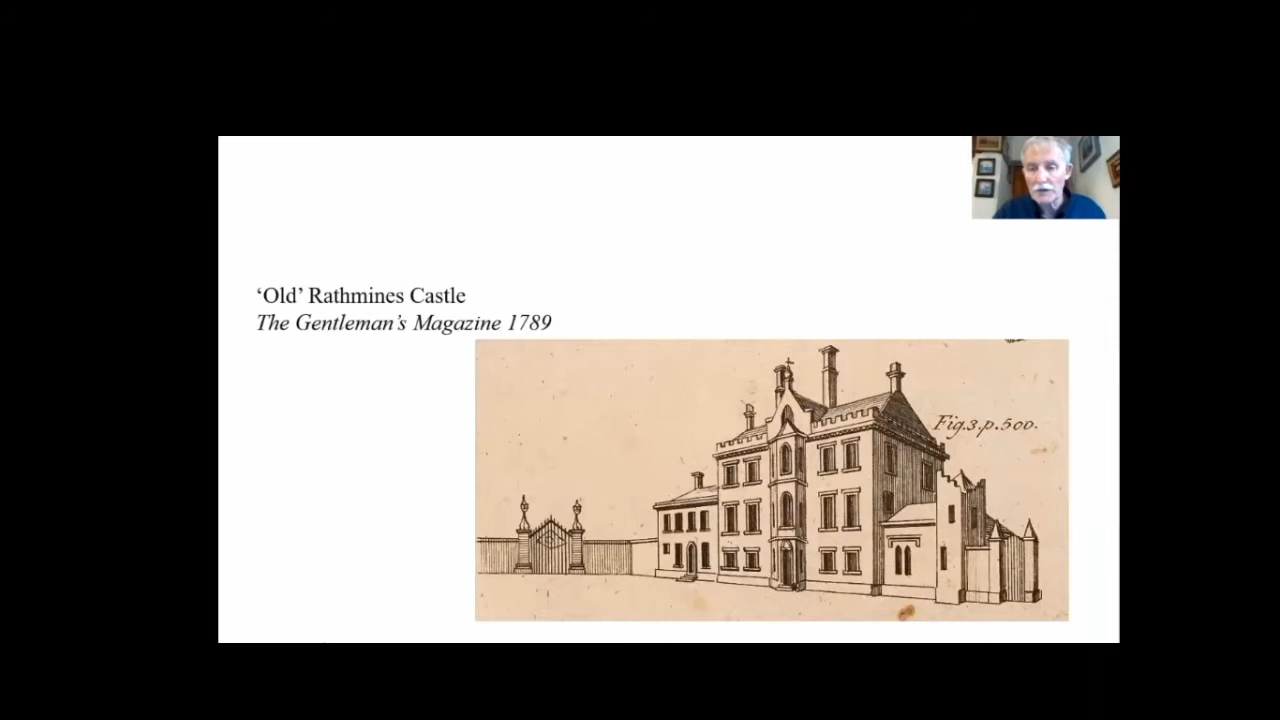 ‘Old’ Rathmines Castle
The Gentleman’s Magazine 1789
Fig.3.p.500.